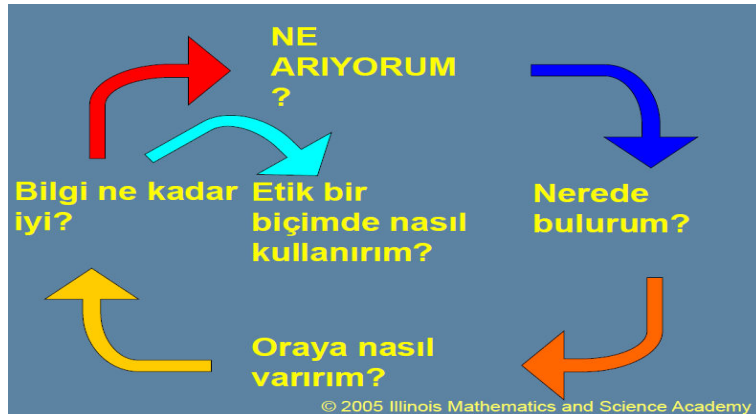 NE
ARIYORUM
?
Bilgi ne kadar
iyi?
Etik bir
biçimde nasıl
kullanırım?
Nerede
bulurum?
Oraya nasıl
varırım?
© 2005 Illinois Mathematics and Science Academy